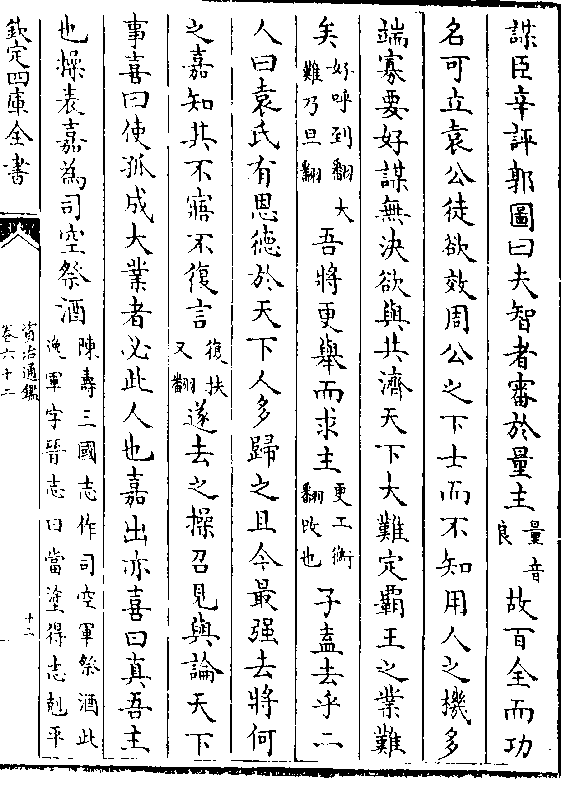 謀臣辛評郭圖曰夫智者審於量主量音良故百全而功
名可立袁公徒欲效周公之下士而不知用人之機多
端寡要好謀無決欲與共濟天下大難定霸王之業難
矣好呼到翻大難乃旦翻吾將更舉而求主更工衡翻改也子盍去乎二
人曰袁氏有恩德於天下人多歸之且今最强去將何
之嘉知其不寤不復言復扶又翻遂去之操召見與論天下
事喜曰使孤成大業者必此人也嘉出亦喜曰真吾主
也操表嘉為司空祭酒陳壽三國志作司空軍祭酒此逸軍字晉志曰當塗得志剋平
欽定四庫全書
資治通鑑
卷六十二
十二